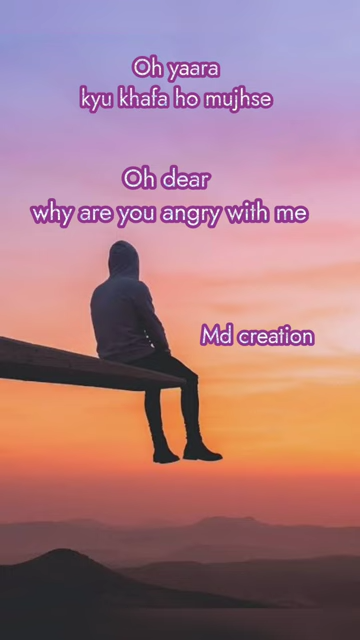 Oh yaara
kyu khafa ho mujhse
Oh dear
why are you angry with me
Md creation